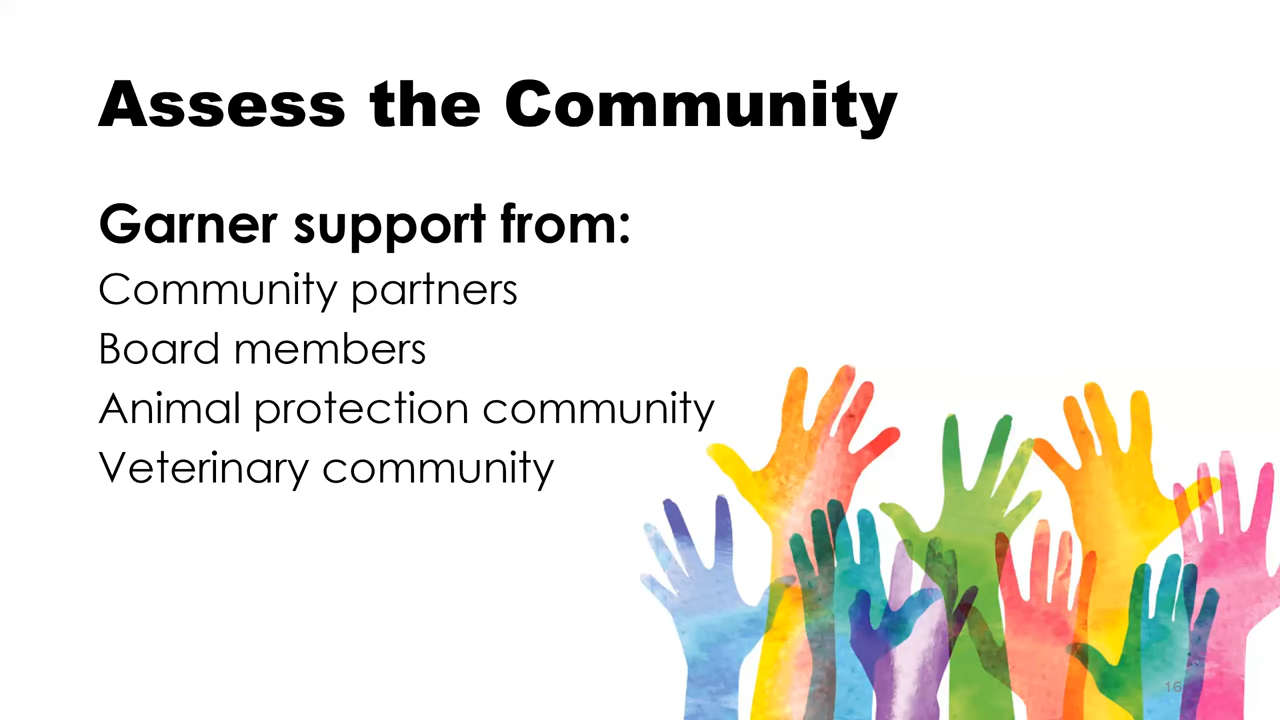 Assess the Community
Garner support from:
Community partners
Board members
Animal protection community
Veterinary community
16